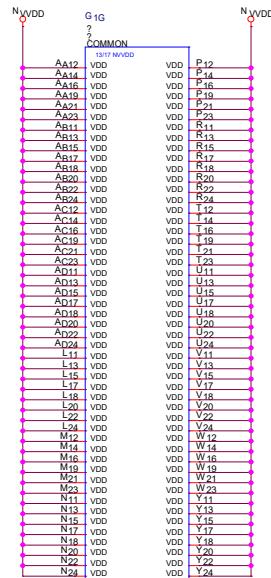 NVVDD NVVDD
G1G
?
?
COMMON
13/17 NVVDD
AA12 VDD VDD P12
AA14 VDD VDD P14
AA16 VDD VDD P16
AA19 VDD VDD P19
AA21 VDD VDD P21
AA23 VDD VDD P23
AB11 VDD VDD R11
AB13 VDD VDD R13
AB15 VDD VDD R15
AB17 VDD VDD R17
AB18 VDD VDD R18
AB20 VDD VDD R20
AB22 VDD VDD R22
AB24 VDD VDD R24
AC12 VDD VDD T12
AC14 VDD VDD T14
AC16 VDD VDD T16
AC19 VDD VDD T19
AC21 VDD VDD T21
AC23 VDD VDD T23
AD11 VDD VDD U11
AD13 VDD VDD U13
AD15 VDD VDD U15
AD17 VDD VDD U17
AD18 VDD VDD U18
AD20 VDD VDD U20
AD22 VDD VDD U22
AD24 VDD VDD U24
L11 VDD VDD V11
L13 VDD VDD V13
L15 VDD VDD V15
L17 VDD VDD V17
L18 VDD VDD V18
L20 VDD VDD V20
L22 VDD VDD V22
L24 VDD VDD V24
M12 VDD VDD W12
M14 VDD VDD W14
M16 VDD VDD W16
M19 VDD VDD W19
M21 VDD VDD W21
M23 VDD VDD W23
N11 VDD VDD Y11
N13 VDD VDD Y13
N15 VDD VDD Y15
N17 VDD VDD Y17
N18 VDD VDD Y18
N20 VDD VDD Y20
N22 VDD VDD Y22
N24 VDD VDD Y24